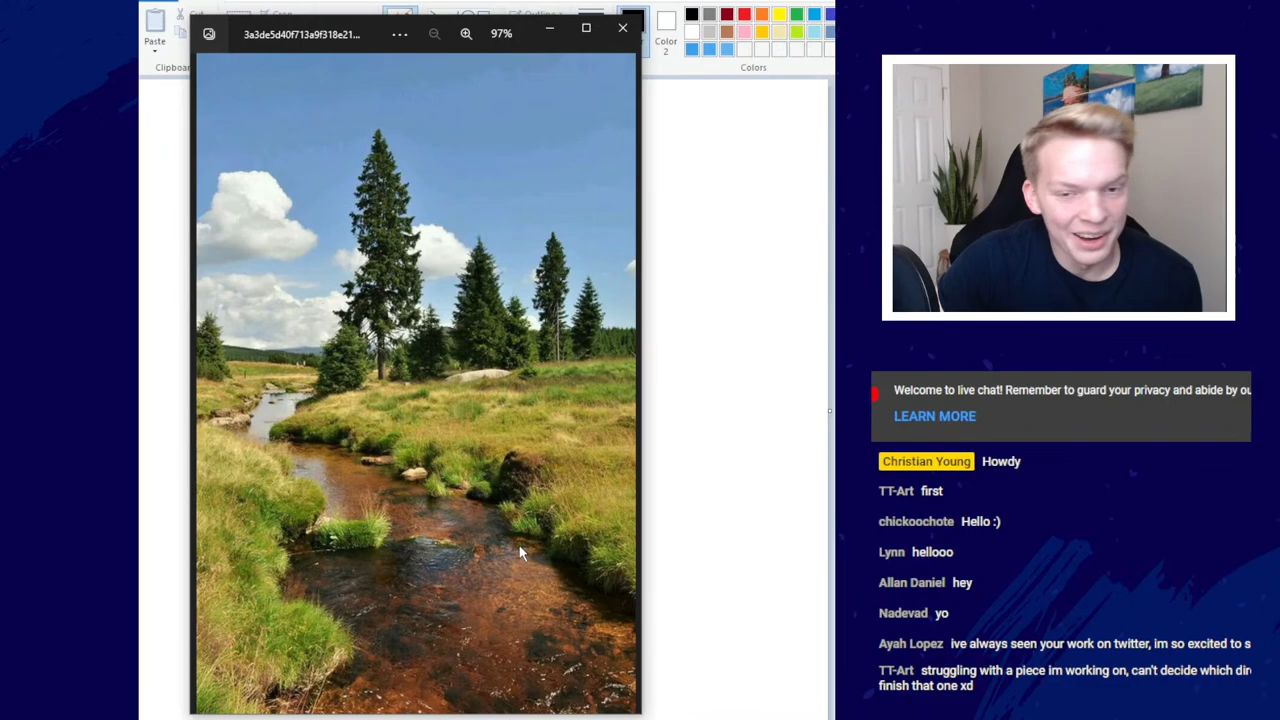 Paste
Clipboa
3a3de5d40f713a9f318e21...
97%
Color
2
Colors
Welcome to live chat! Remember to guard your privacy and abide by ou
LEARN MORE
Christian Young Howdy
TT-Art first
chickoochote Hello :)
Lynn hellooo
Allan Daniel hey
Nadevad yo
Ayah Lopez ive always seen your work on twitter, im so excited to s
TT-Art struggling with a piece im working on, can't decide which dir
finish that one xd